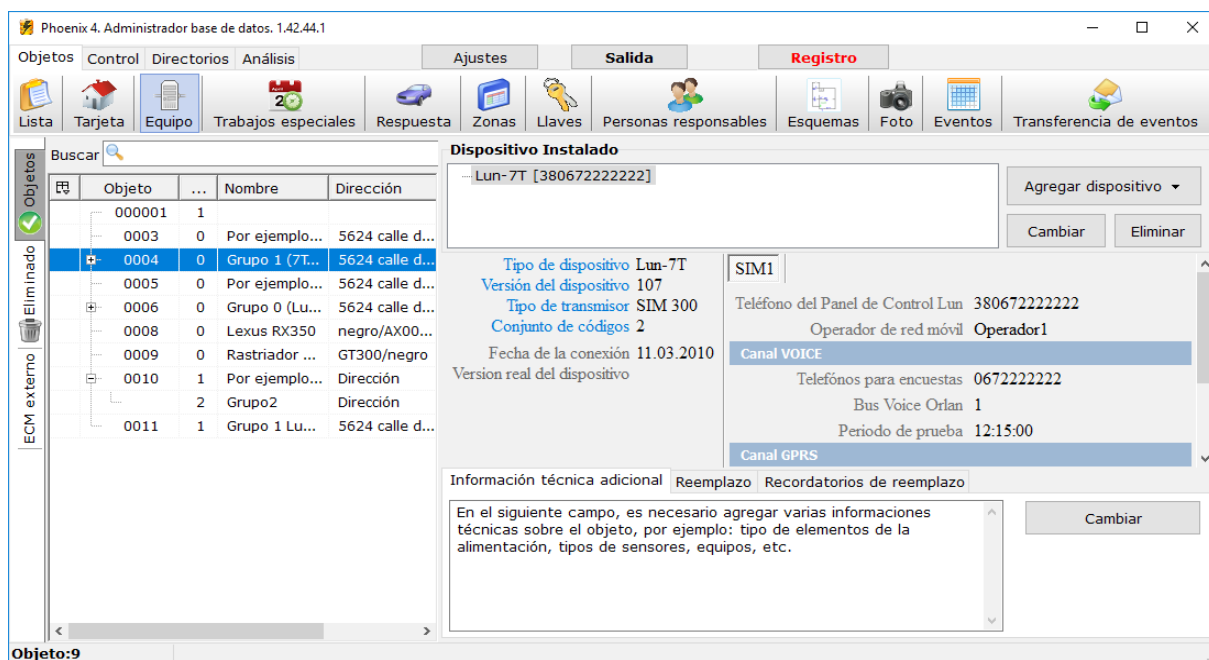 Phoenix 4. Administrador base de datos. 1.42.44.1
Objetos Control Directorios Análisis Ajustes Salida Registro
Lista Tarjeta Equipo Trabajos especiales Respuesta Zonas Llaves Personas responsables Esquemas Foto Eventos Transferencia de eventos
Objetos
Eliminado
ECM externo
Buscar
Objeto ... Nombre Dirección
000001 1
0003 0 Por ejemplo... 5624 calle d...
0004 0 Grupo 1 (7T... 5624 calle d...
0005 0 Por ejemplo... 5624 calle d...
0006 0 Grupo 0 (Lu... 5624 calle d...
0008 0 Lexus RX350 negro/AX00...
0009 0 Rastriador ... GT300/negro
0010 1 Por ejemplo... Dirección
2 Grupo2 Dirección
0011 1 Grupo 1 Lu... 5624 calle d...
Dispositivo Instalado
Lun-7T [380672222222]
Agregar dispositivo
Cambiar Eliminar
Tipo de dispositivo Lun-7T
Versión del dispositivo 107
Tipo de transmisor SIM 300
Conjunto de códigos 2
Fecha de la conexión 11.03.2010
Version real del dispositivo
SIM1
Teléfono del Panel de Control Lun 380672222222
Operador de red móvil Operador1
Canal VOICE
Telefónos para encuestas 0672222222
Bus Voice Orlan 1
Periodo de prueba 12:15:00
Canal GPRS
Información técnica adicional Reemplazo Recordatorios de reemplazo
En el siguiente campo, es necesario agregar varias informaciones
técnicas sobre el objeto, por ejemplo: tipo de elementos de la
alimentación, tipos de sensores, equipos, etc.
Cambiar
Objeto:9